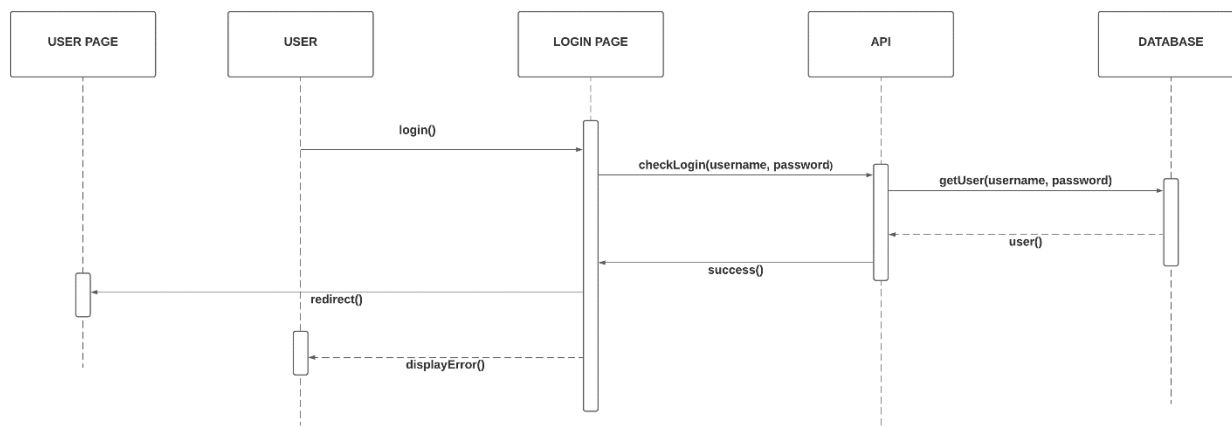 USER PAGE
USER
LOGIN PAGE
API
DATABASE
login()
checkLogin(username, password)
getUser(username, password)
user()
success()
redirect()
displayError()